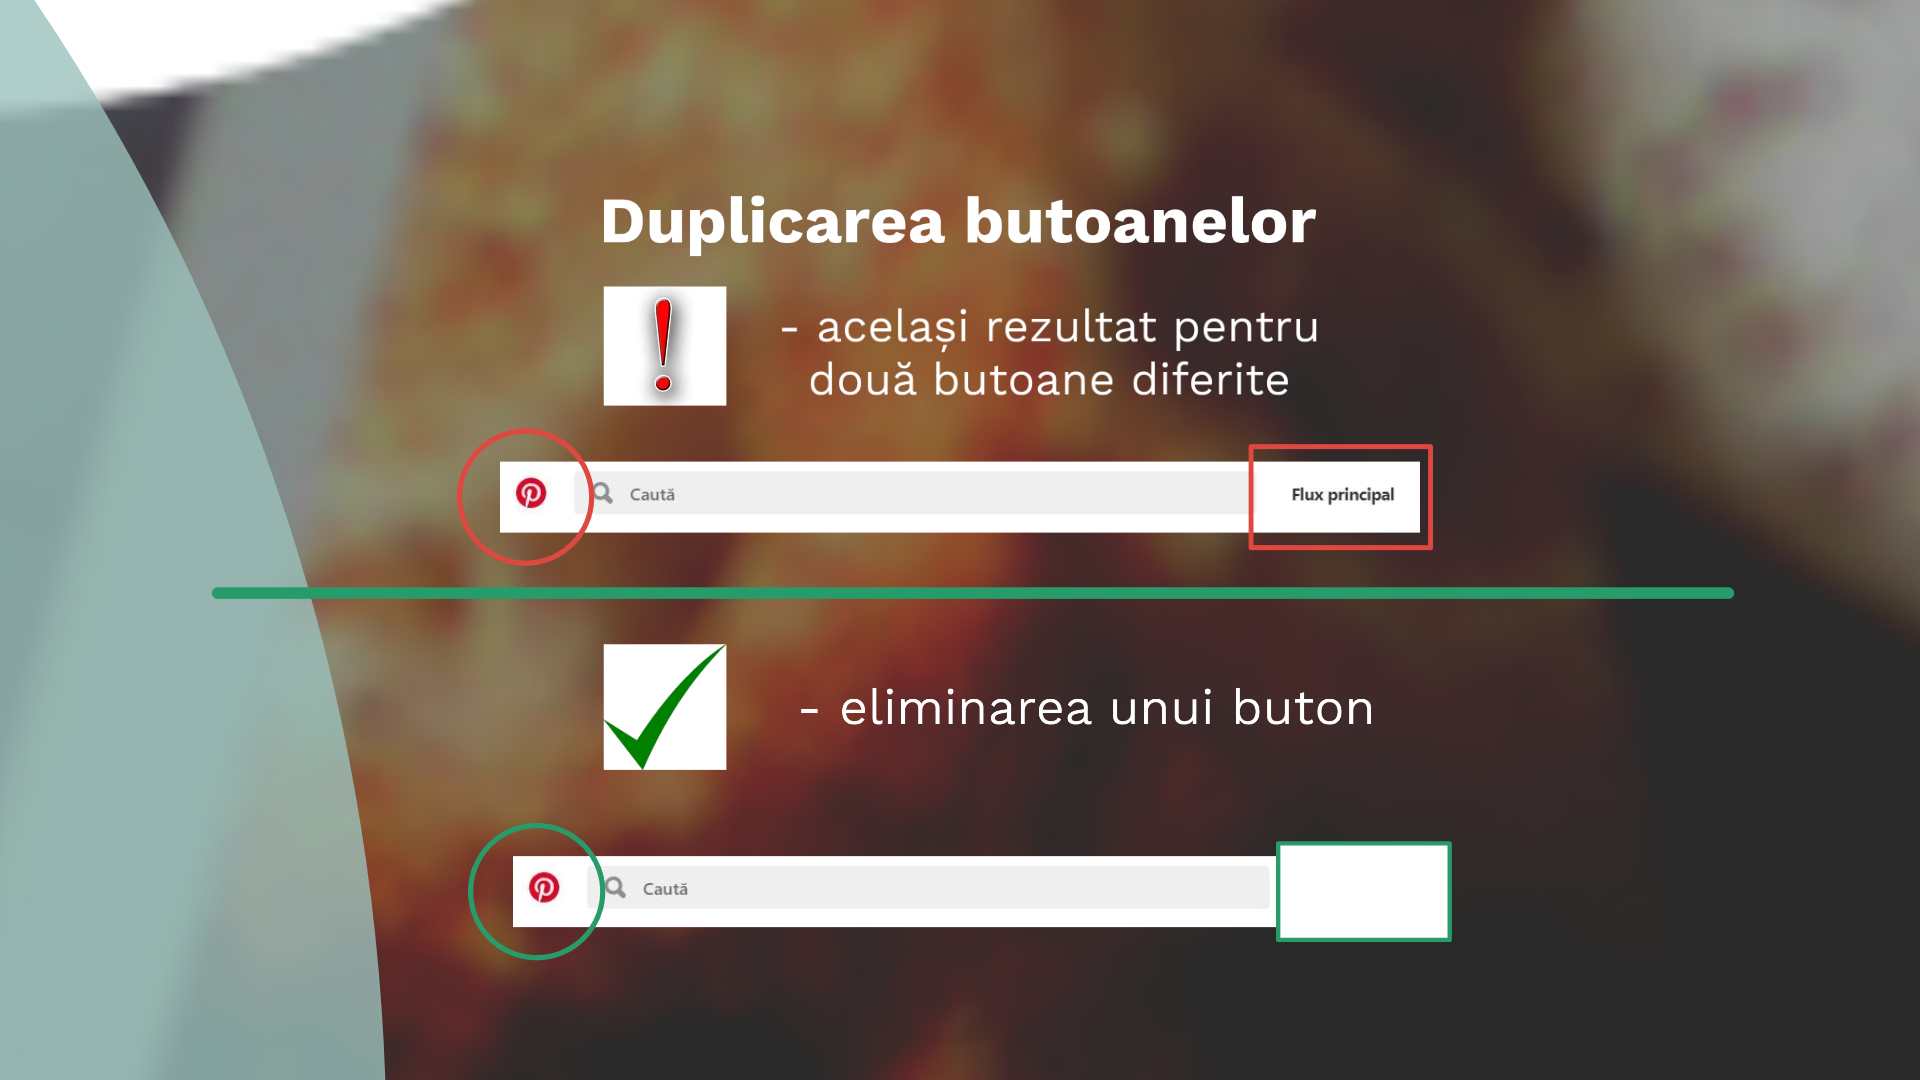 Duplicarea butoanelor
- același rezultat pentru
două butoane diferite
Caută
Flux principal
- eliminarea unui buton
Caută